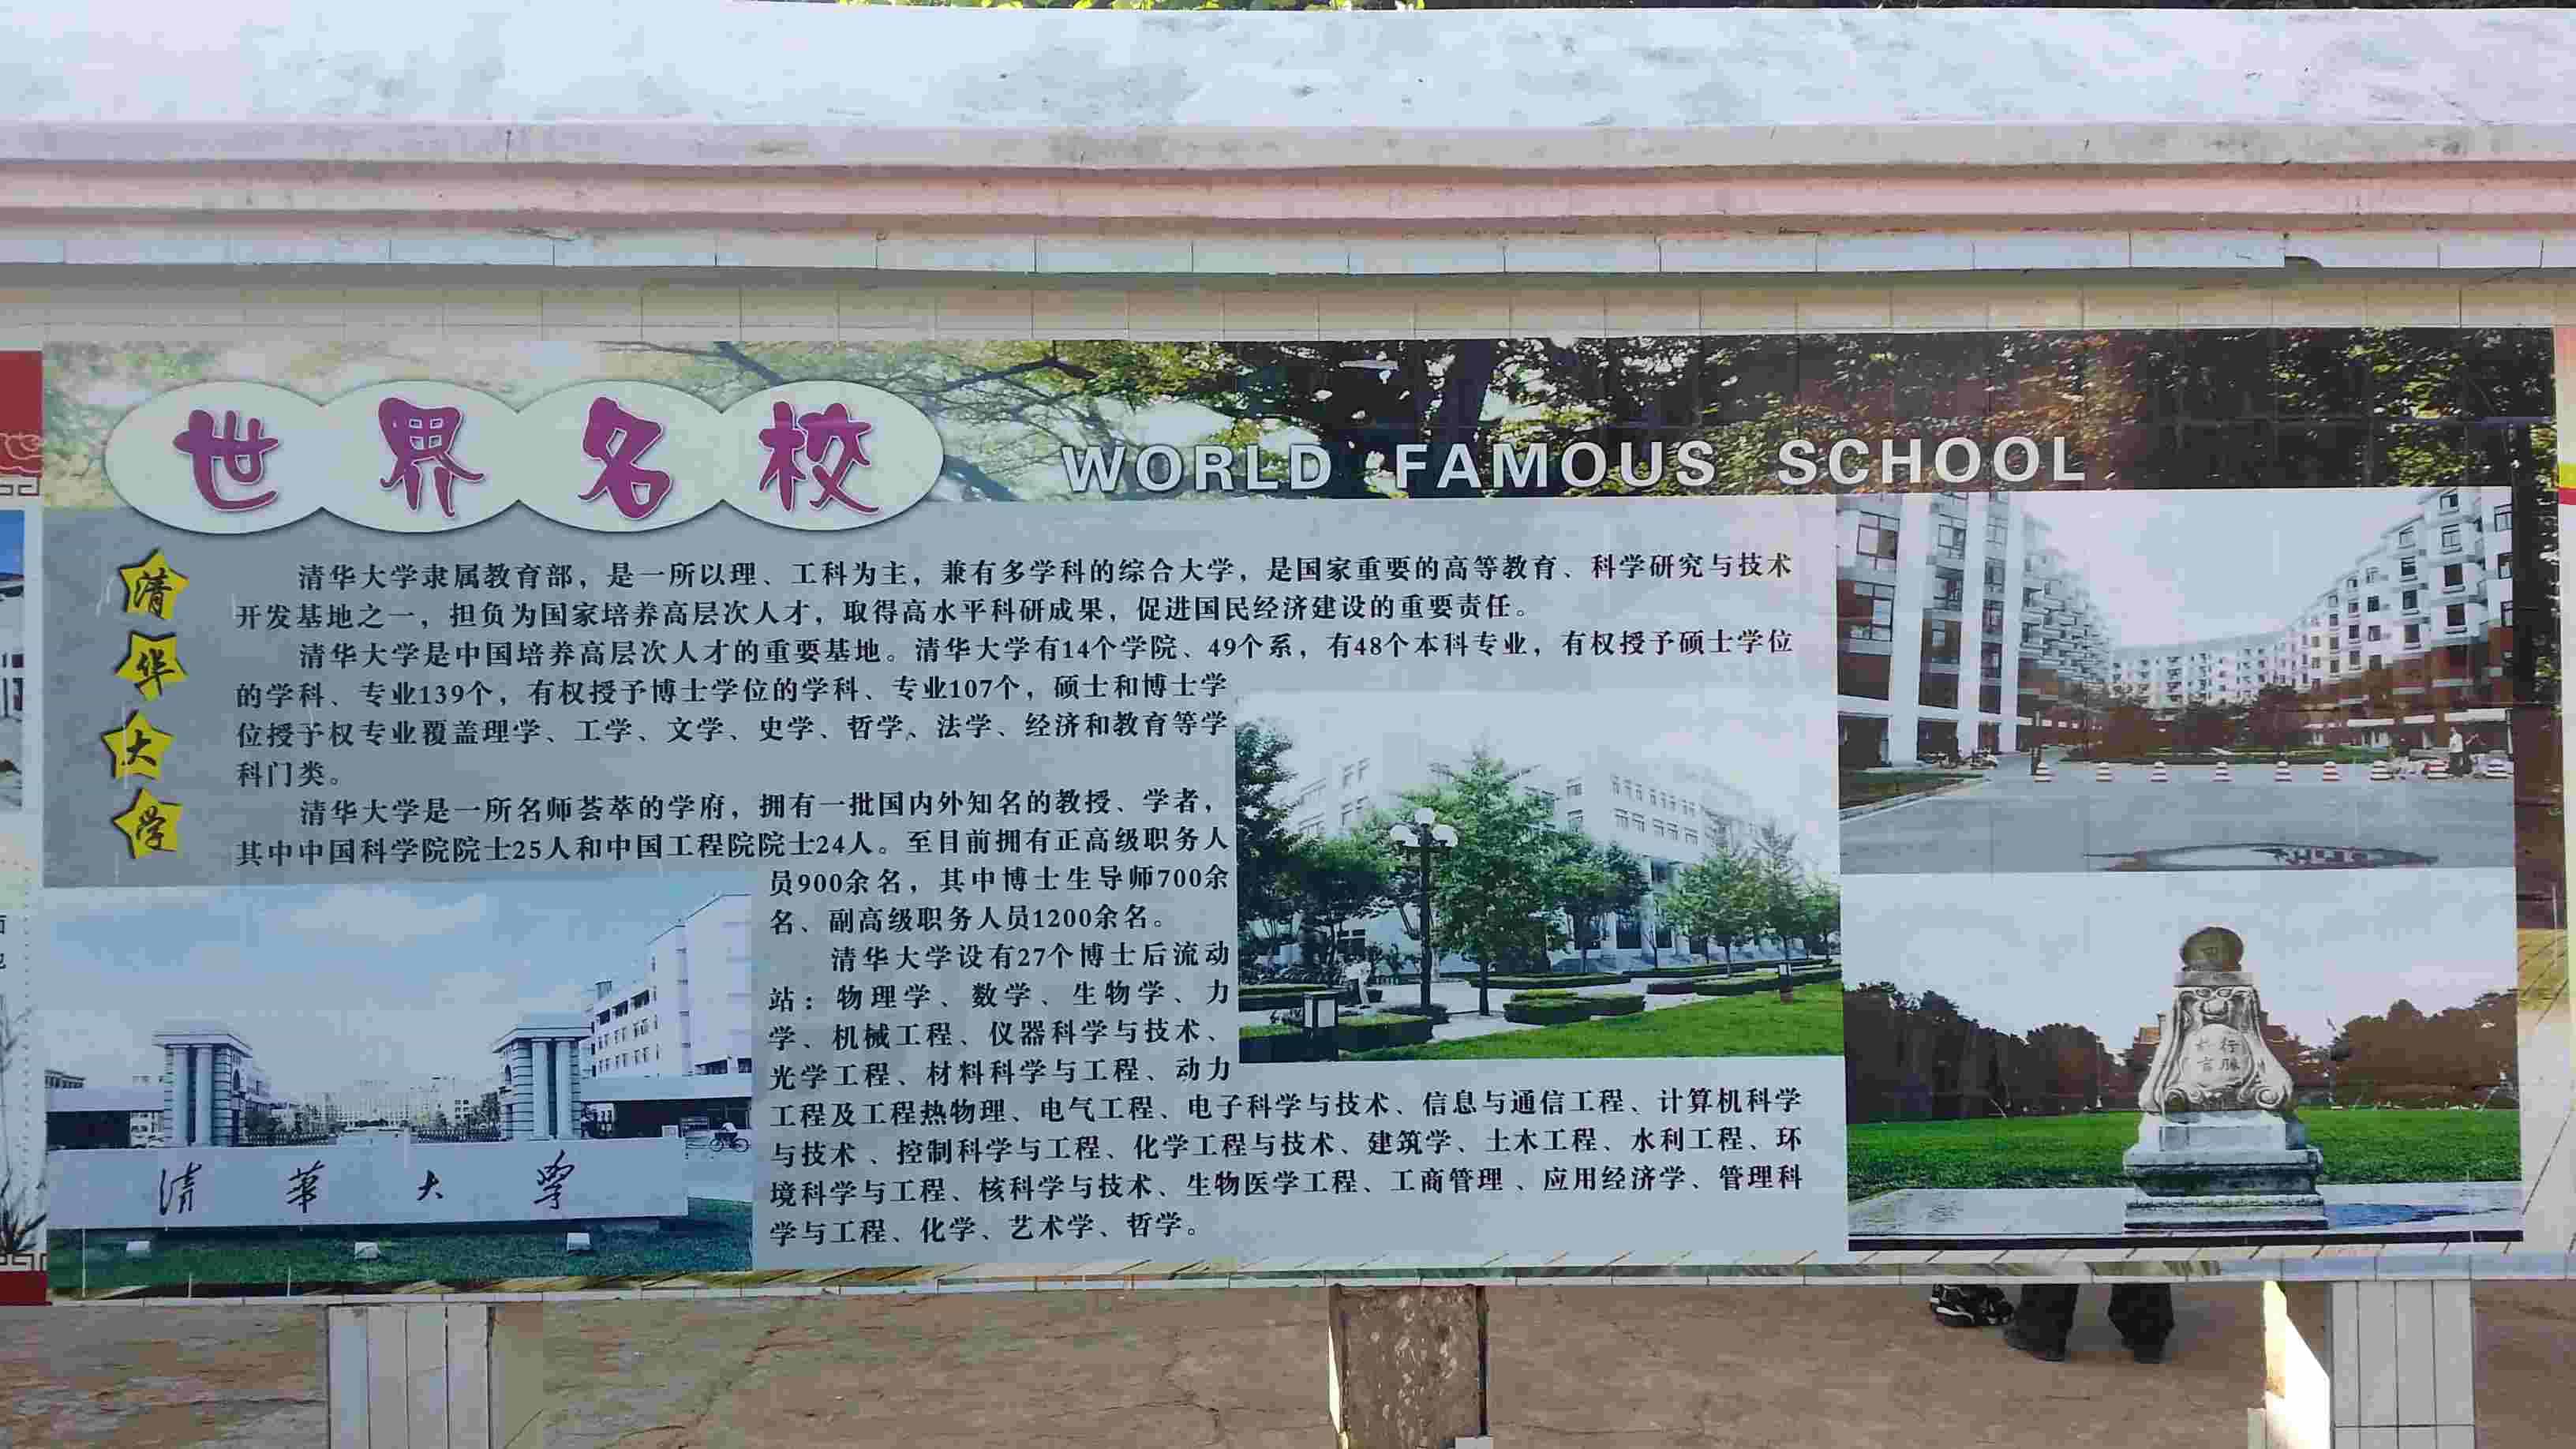 世界名校
WORLD FAMOUS SCHOOL
清华大学
清华大学隶属教育部，是一所以理、工科为主，兼有多学科的综合大学，是国家重要的高等教育、科学研究与技术
开发基地之一，担负为国家培养高层次人才，取得高水平科研成果，促进国民经济建设的重要责任。
清华大学是中国培养高层次人才的重要基地。清华大学有14个学院、49个系，有48个本科专业，有权授予硕士学位
的学科、专业139个，有权授予博士学位的学科、专业107个，硕士和博士学
位授予权专业覆盖理学、工学、文学、史学、哲学、法学、经济和教育等学
科门类。
清华大学是一所名师荟萃的学府，拥有一批国内外知名的教授、学者，
其中中国科学院院士25人和中国工程院院士24人。至目前拥有正高级职务人
员900余名，其中博士生导师700余
名、副高级职务人员1200余名。
清华大学设有27个博士后流动
站：物理学、数学、生物学、力
学、机械工程、仪器科学与技术、
光学工程、材料科学与工程、动力
工程及工程热物理、电气工程、电子科学与技术、信息与通信工程、计算机科学
与技术、控制科学与工程、化学工程与技术、建筑学、土木工程、水利工程、环
境科学与工程、核科学与技术、生物医学工程、工商管理、应用经济学、管理科
学与工程、化学、艺术学、哲学。
清華大學
行勝
於言